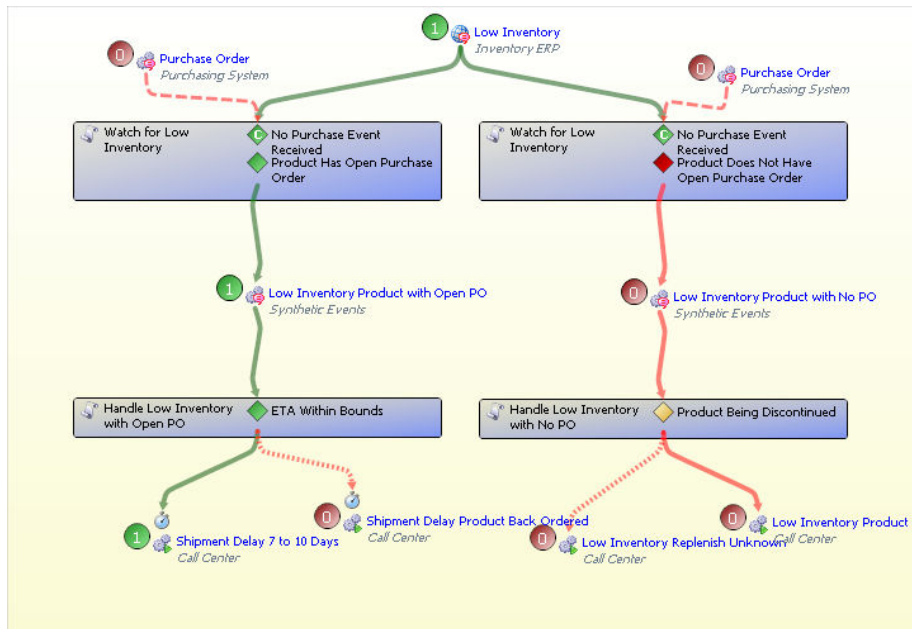 1
Low Inventory
Inventory ERP
0
Purchase Order
Purchasing System
0
Purchase Order
Purchasing System
Watch for Low
Inventory
C
No Purchase Event
Received
Product Has Open Purchase
Order
Watch for Low
Inventory
C
No Purchase Event
Received
Product Does Not Have
Open Purchase Order
1
Low Inventory Product with Open PO
Synthetic Events
0
Low Inventory Product with No PO
Synthetic Events
Handle Low Inventory
with Open PO
ETA Within Bounds
Handle Low Inventory
with No PO
Product Being Discontinued
1
Shipment Delay 7 to 10 Days
Call Center
0
Shipment Delay Product Back Ordered
Call Center
0
Low Inventory Replenish Unknown
Call Center
0
Low Inventory Product
Call Center